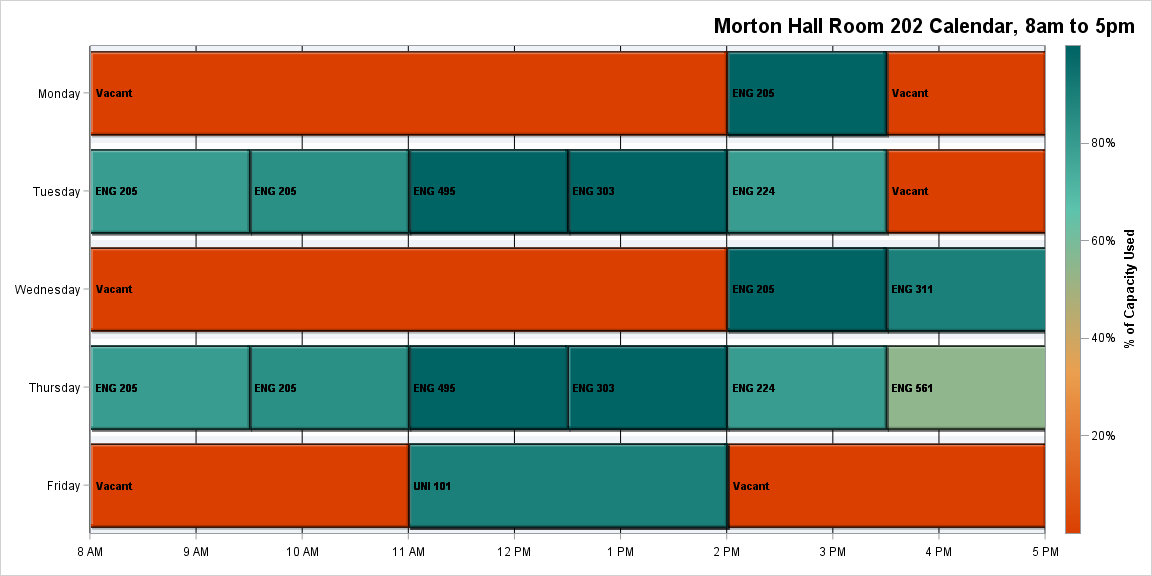 Morton Hall Room 202 Calendar, 8am to 5pm
Monday
Vacant
ENG 205
Vacant
Tuesday
ENG 205
ENG 205
ENG 495
ENG 303
ENG 224
Vacant
Wednesday
Vacant
ENG 205
ENG 311
Thursday
ENG 205
ENG 205
ENG 495
ENG 303
ENG 224
ENG 561
Friday
Vacant
UNI 101
Vacant
8 AM
9 AM
10 AM
11 AM
12 PM
1 PM
2 PM
3 PM
4 PM
5 PM
80%
60%
40%
20%
% of Capacity Used